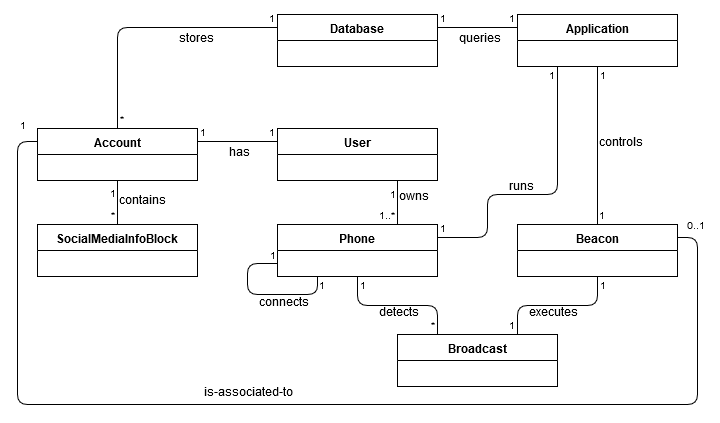 1 Database 1 1 Application
stores queries
* 1 1
1 controls
Account 1 1 User
has
1 contains 1 owns runs
* 1..* 1 1 0..1
SocialMediaInfoBlock Phone Beacon
1
1 1 1
connects detects executes
* 1
Broadcast
is-associated-to